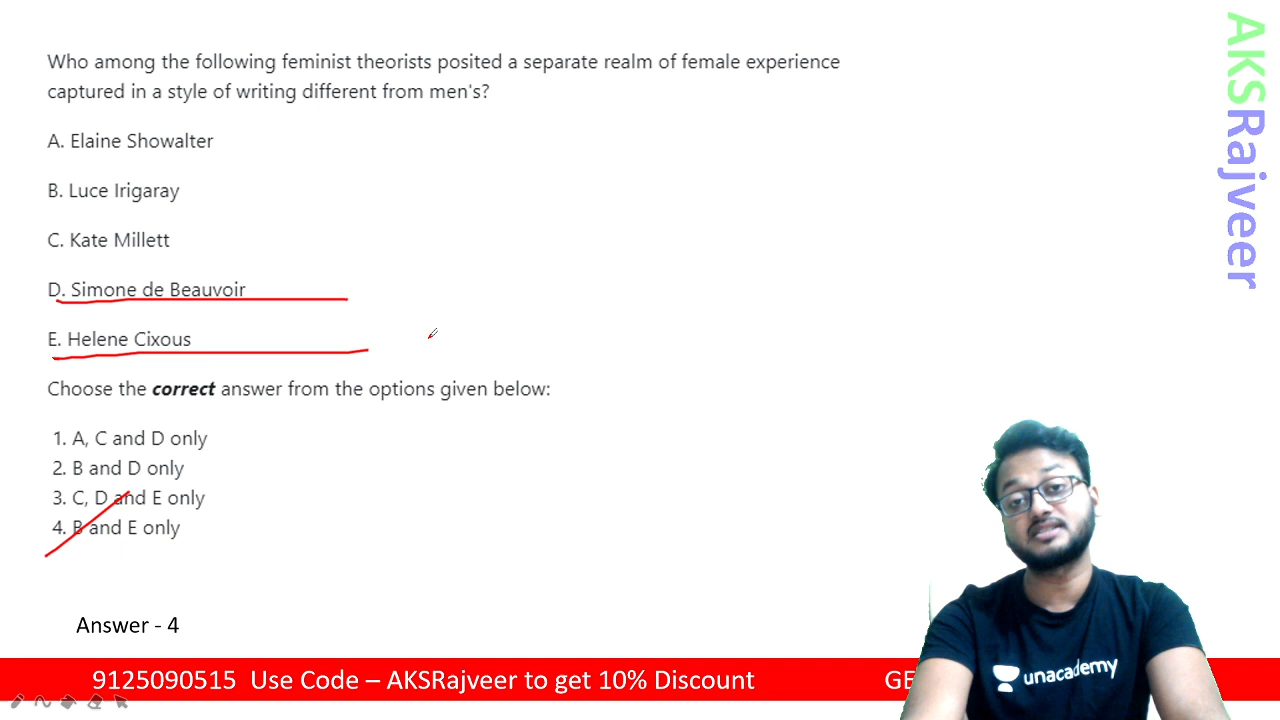 Who among the following feminist theorists posited a separate realm of female experience
captured in a style of writing different from men's?
A. Elaine Showalter
B. Luce Irigaray
C. Kate Millett
D. Simone de Beauvoir
E. Helene Cixous
Choose the correct answer from the options given below:
1. A, C and D only
2. B and D only
3. C, D and E only
4. B and E only
Answer - 4
9125090515 Use Code – AKSRajveer to get 10% Discount
GE
AKSRajveer
unacademy